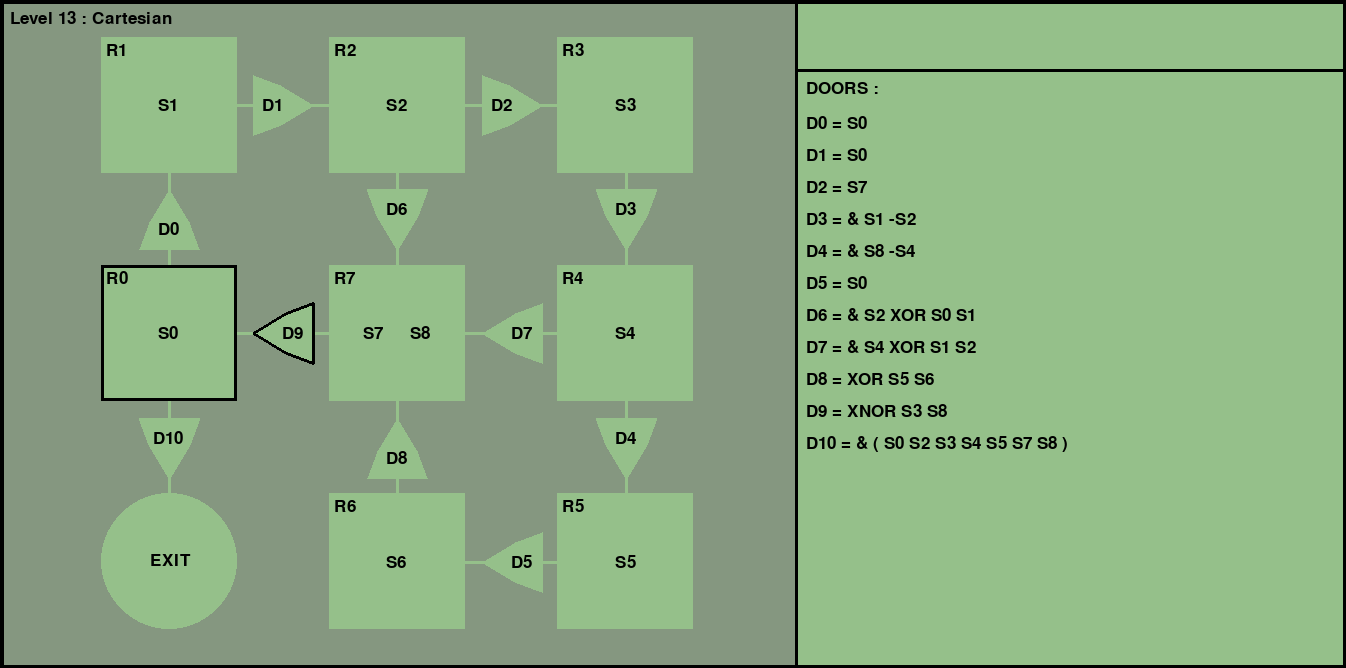 Level 13 : Cartesian
R1
R2
R3
S1
D1
S2
D2
S3
D0
D6
D3
R0
R7
R4
S0
D9
S7 S8
D7
S4
D10
D8
D4
R6
R5
EXIT
S6
D5
S5
DOORS :
D0 = S0
D1 = S0
D2 = S7
D3 = & S1 -S2
D4 = & S8 -S4
D5 = S0
D6 = & S2 XOR S0 S1
D7 = & S4 XOR S1 S2
D8 = XOR S5 S6
D9 = XNOR S3 S8
D10 = & ( S0 S2 S3 S4 S5 S7 S8 )